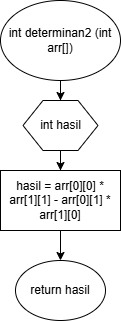 int determinan2 (int
arr[])
int hasil
hasil = arr[0][0] *
arr[1][1] - arr[0][1] *
arr[1][0]
return hasil